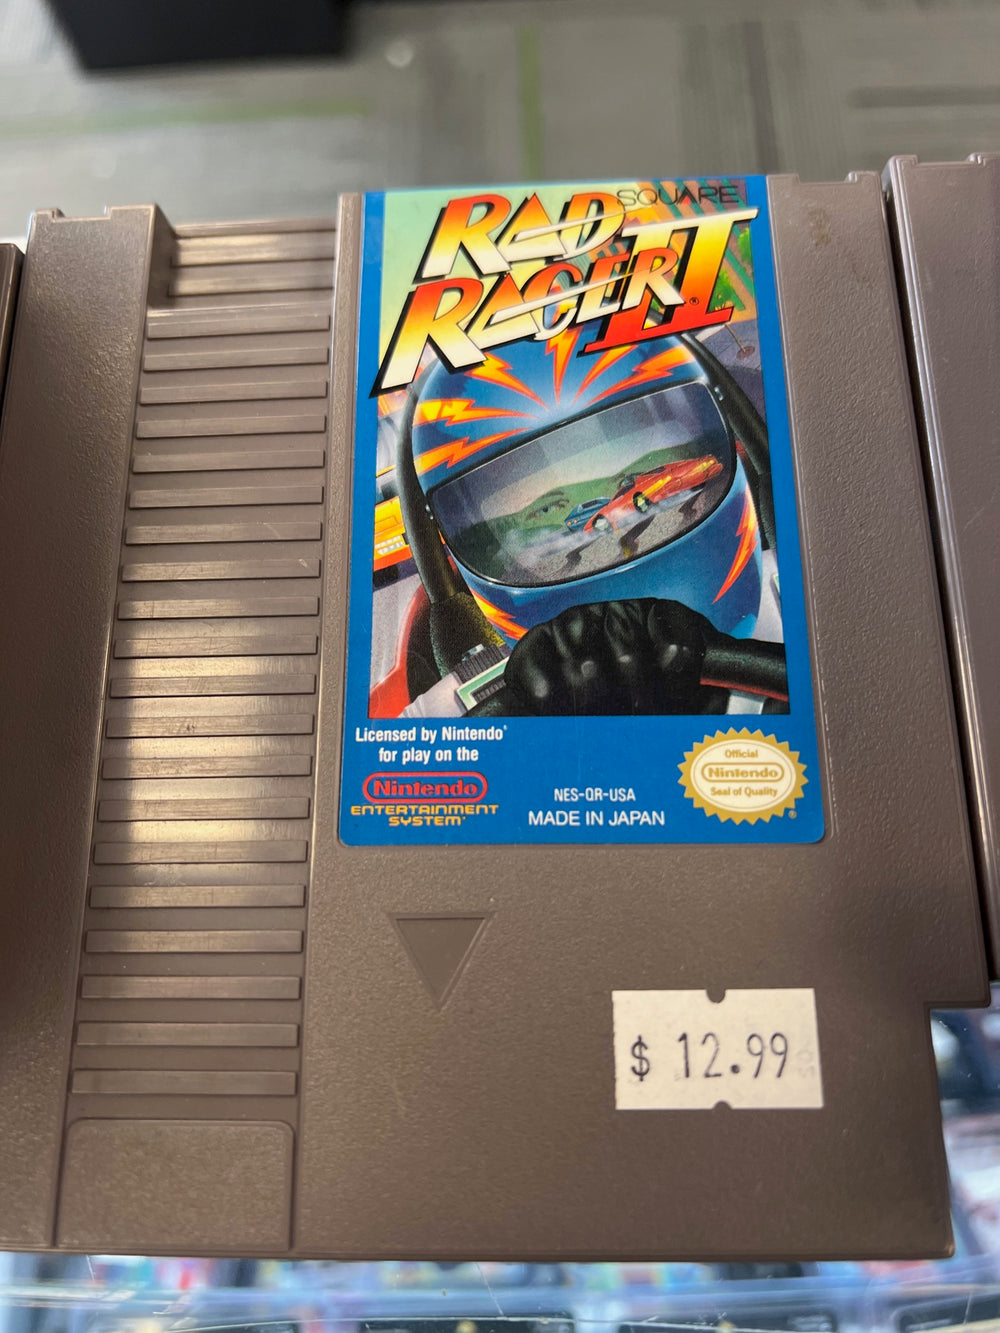 SQUARE
RAD
RACER II®
Licensed by Nintendo®
for play on the
Nintendo
ENTERTAINMENT
SYSTEM®
NES-QR-USA
MADE IN JAPAN
Official
Nintendo
Seal of Quality
®
$ 12.99